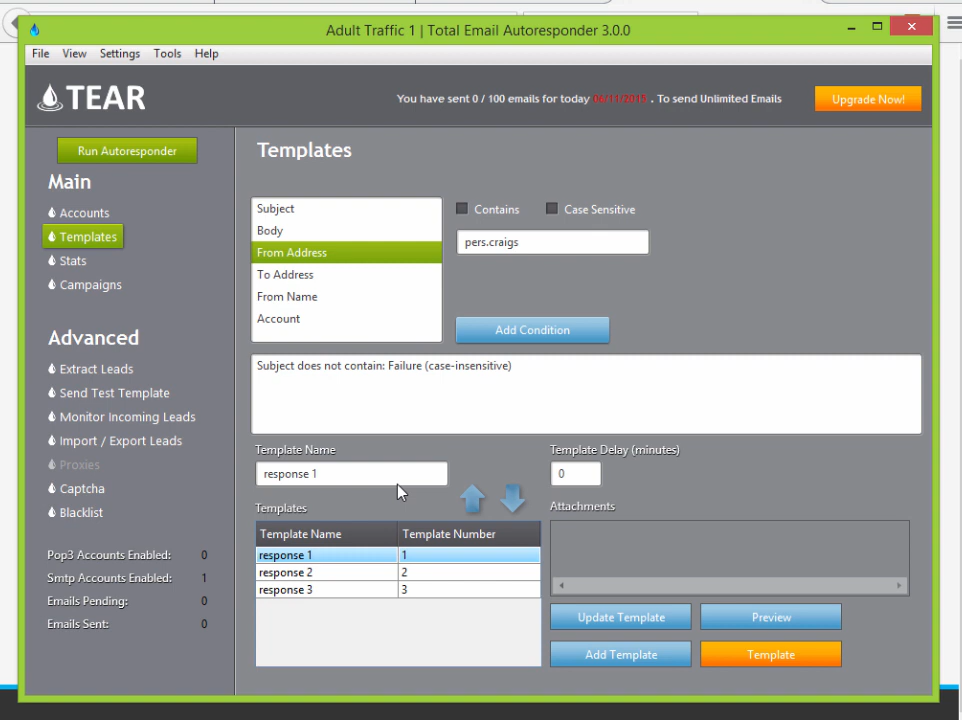 Adult Traffic 1 | Total Email Autoresponder 3.0.0
File View Settings Tools Help
TEAR
You have sent 0 / 100 emails for today 06/11/2015 . To send Unlimited Emails
Upgrade Now!
Run Autoresponder
Main
Accounts
Templates
Stats
Campaigns
Advanced
Extract Leads
Send Test Template
Monitor Incoming Leads
Import / Export Leads
Proxies
Captcha
Blacklist
Pop3 Accounts Enabled: 0
Smtp Accounts Enabled: 1
Emails Pending: 0
Emails Sent: 0
Templates
Subject
Body
From Address
To Address
From Name
Account
Contains
Case Sensitive
pers.craigs
Add Condition
Subject does not contain: Failure (case-insensitive)
Template Name
response 1
Template Delay (minutes)
0
Templates
Template Name Template Number
response 1 1
response 2 2
response 3 3
Attachments
Update Template
Preview
Add Template
Template